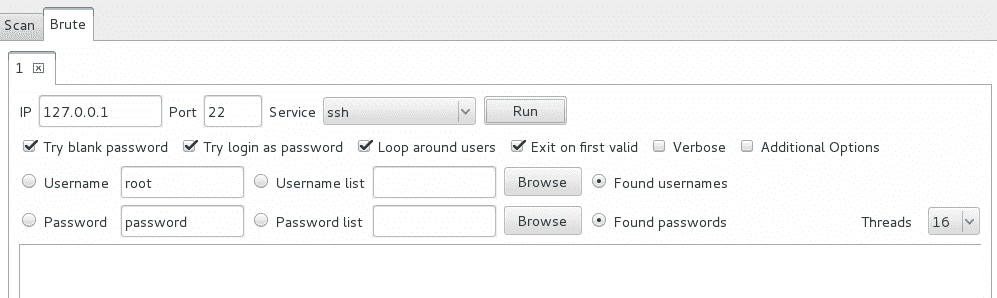 Scan Brute
1
IP 127.0.0.1 Port 22 Service ssh Run
Try blank password Try login as password Loop around users Exit on first valid Verbose Additional Options
Username root Username list Browse Found usernames
Password password Password list Browse Found passwords Threads 16